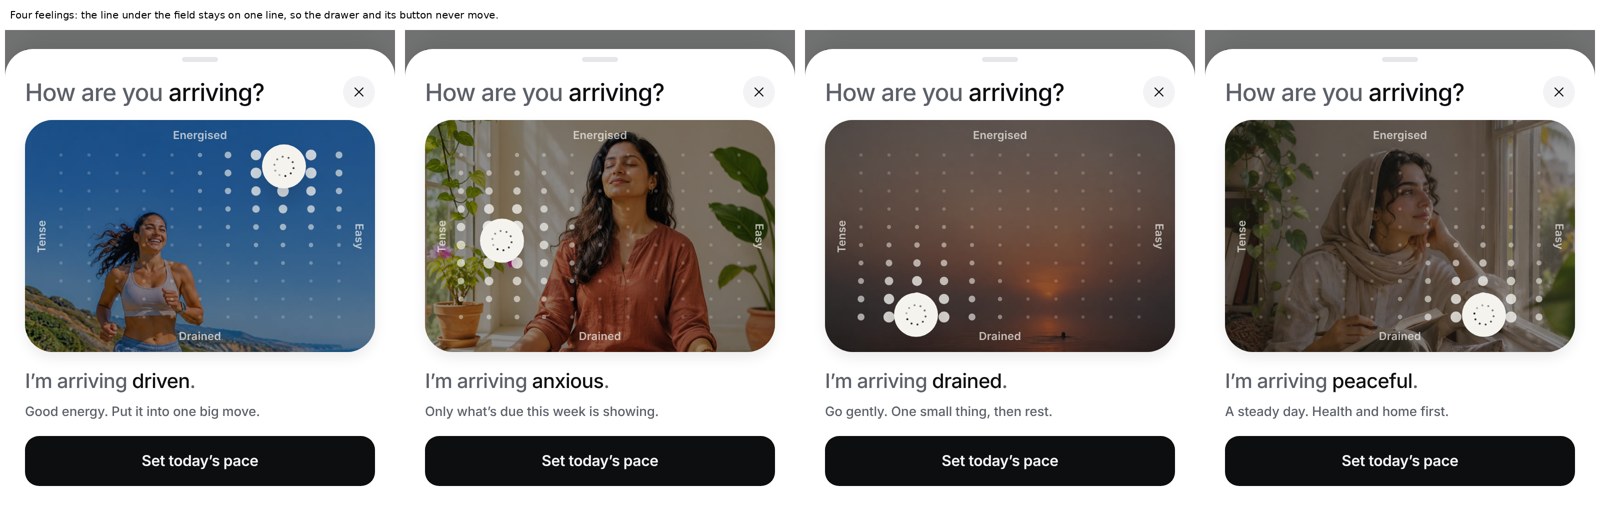 Four feelings: the line under the field stays on one line, so the drawer and its button never move.
How are you arriving?
Energised
Tense
Easy
Drained
I’m arriving driven.
Good energy. Put it into one big move.
Set today’s pace
How are you arriving?
Energised
Tense
Easy
Drained
I’m arriving anxious.
Only what’s due this week is showing.
Set today’s pace
How are you arriving?
Energised
Tense
Easy
Drained
I’m arriving drained.
Go gently. One small thing, then rest.
Set today’s pace
How are you arriving?
Energised
Tense
Easy
Drained
I’m arriving peaceful.
A steady day. Health and home first.
Set today’s pace